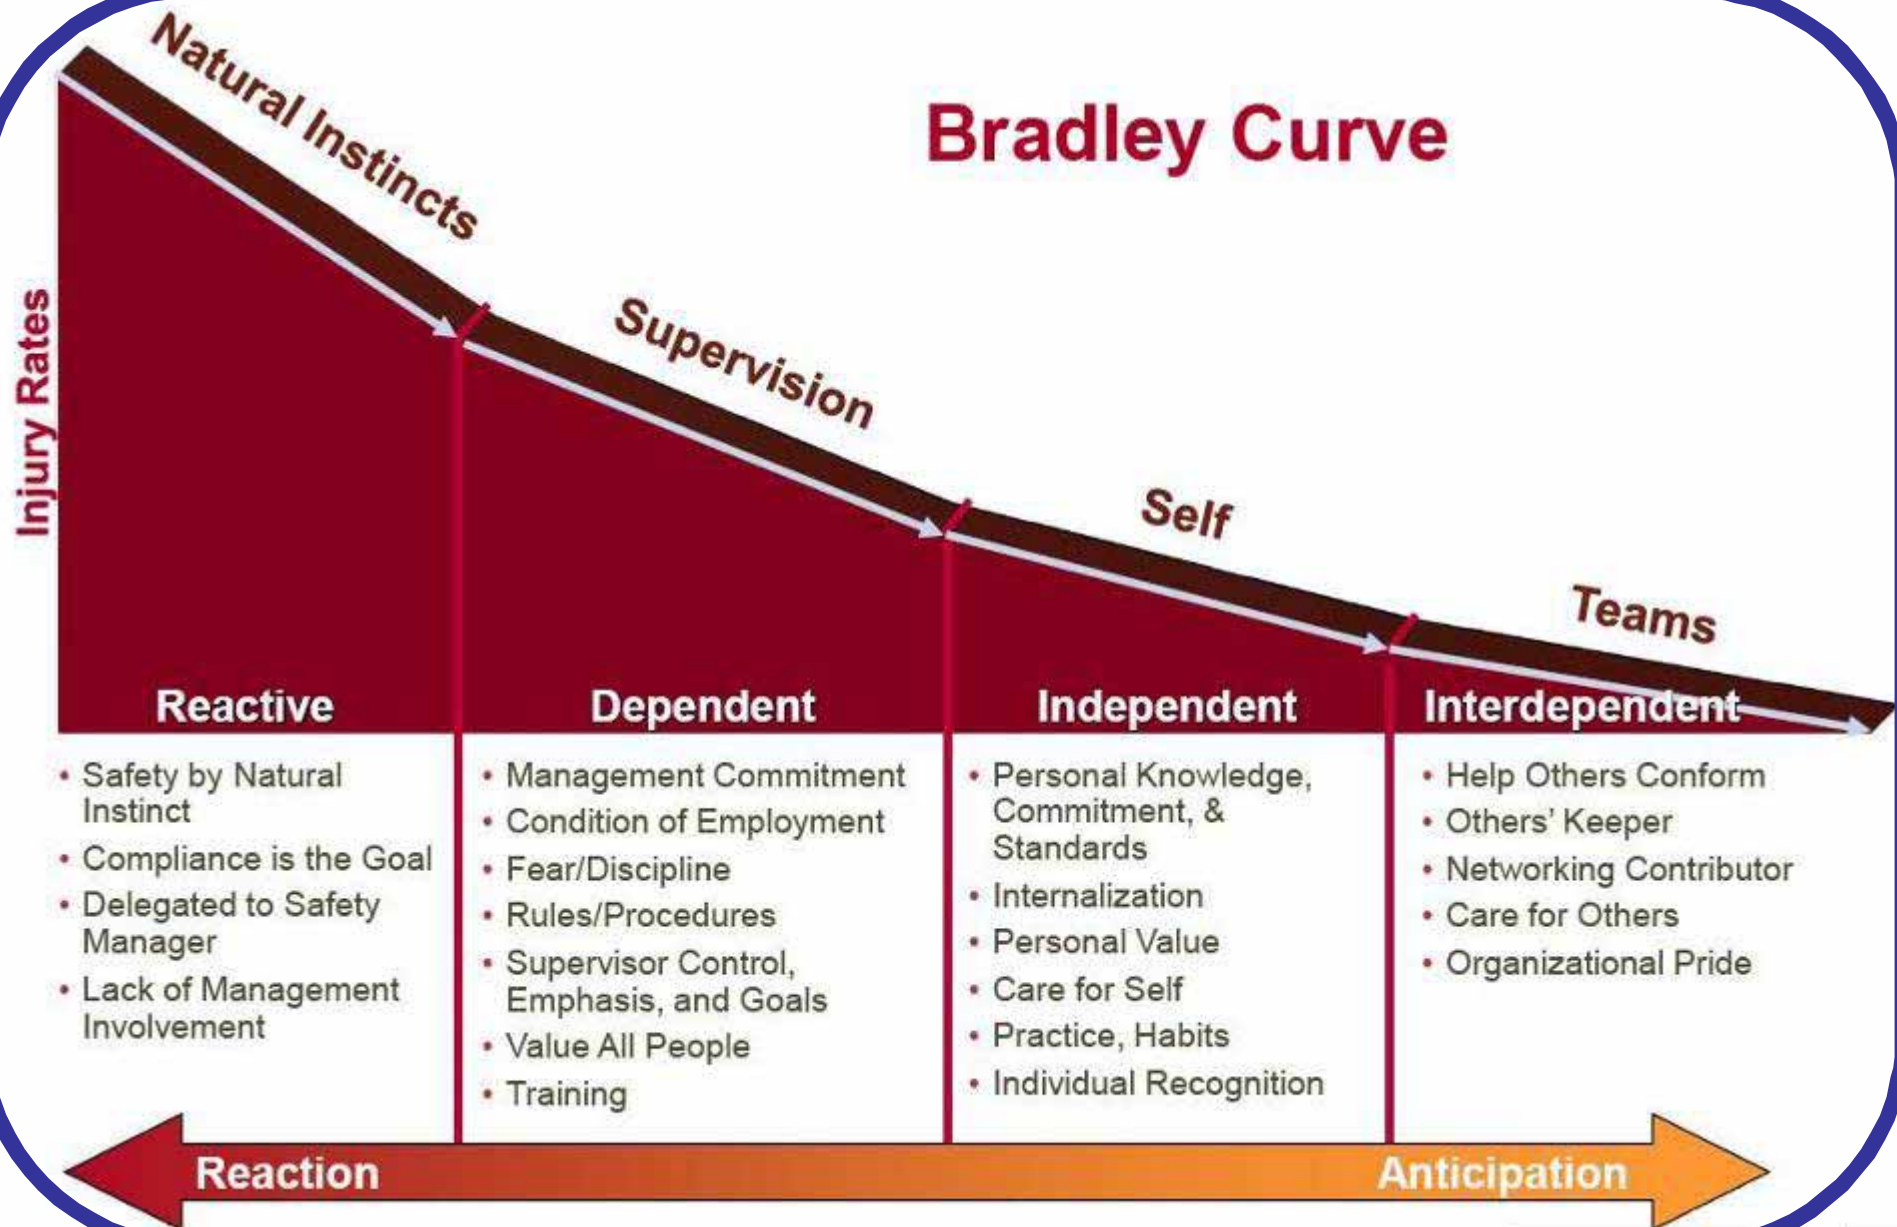 Bradley Curve
Natural Instincts
Supervision
Self
Teams
Injury Rates
Reactive
• Safety by Natural
Instinct
• Compliance is the Goal
• Delegated to Safety
Manager
• Lack of Management
Involvement
Dependent
• Management Commitment
• Condition of Employment
• Fear/Discipline
• Rules/Procedures
• Supervisor Control,
Emphasis, and Goals
• Value All People
• Training
Independent
• Personal Knowledge,
Commitment, &
Standards
• Internalization
• Personal Value
• Care for Self
• Practice, Habits
• Individual Recognition
Interdependent
• Help Others Conform
• Others' Keeper
• Networking Contributor
• Care for Others
• Organizational Pride
Reaction
Anticipation